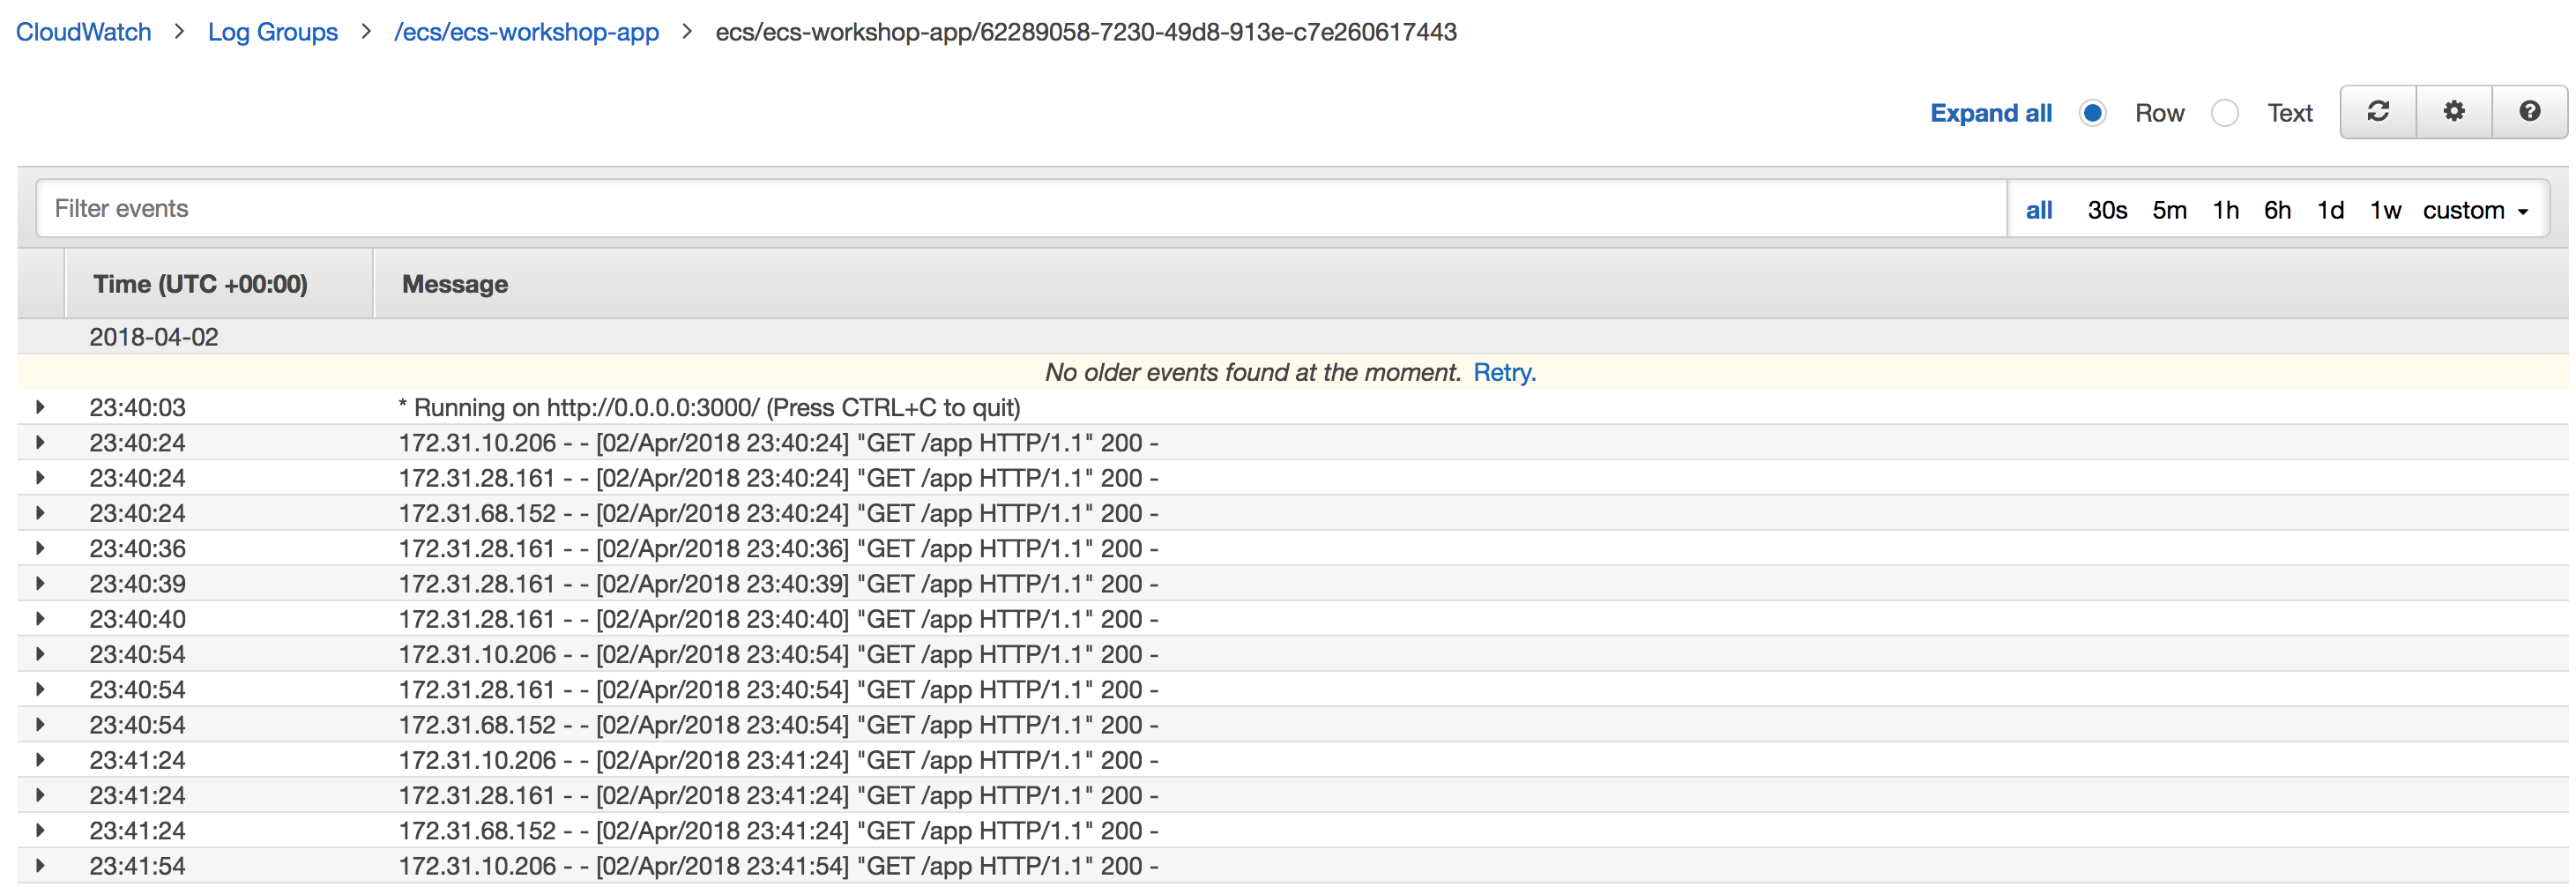 CloudWatch > Log Groups > /ecs/ecs-workshop-app > ecs/ecs-workshop-app/62289058-7230-49d8-913e-c7e260617443
Expand all Row Text
Filter events all 30s 5m 1h 6h 1d 1w custom
Time (UTC +00:00) Message
2018-04-02
No older events found at the moment. Retry.
23:40:03 * Running on http://0.0.0.0:3000/ (Press CTRL+C to quit)
23:40:24 172.31.10.206 - - [02/Apr/2018 23:40:24] "GET /app HTTP/1.1" 200 -
23:40:24 172.31.28.161 - - [02/Apr/2018 23:40:24] "GET /app HTTP/1.1" 200 -
23:40:24 172.31.68.152 - - [02/Apr/2018 23:40:24] "GET /app HTTP/1.1" 200 -
23:40:36 172.31.28.161 - - [02/Apr/2018 23:40:36] "GET /app HTTP/1.1" 200 -
23:40:39 172.31.28.161 - - [02/Apr/2018 23:40:39] "GET /app HTTP/1.1" 200 -
23:40:40 172.31.28.161 - - [02/Apr/2018 23:40:40] "GET /app HTTP/1.1" 200 -
23:40:54 172.31.10.206 - - [02/Apr/2018 23:40:54] "GET /app HTTP/1.1" 200 -
23:40:54 172.31.28.161 - - [02/Apr/2018 23:40:54] "GET /app HTTP/1.1" 200 -
23:40:54 172.31.68.152 - - [02/Apr/2018 23:40:54] "GET /app HTTP/1.1" 200 -
23:41:24 172.31.10.206 - - [02/Apr/2018 23:41:24] "GET /app HTTP/1.1" 200 -
23:41:24 172.31.28.161 - - [02/Apr/2018 23:41:24] "GET /app HTTP/1.1" 200 -
23:41:24 172.31.68.152 - - [02/Apr/2018 23:41:24] "GET /app HTTP/1.1" 200 -
23:41:54 172.31.10.206 - - [02/Apr/2018 23:41:54] "GET /app HTTP/1.1" 200 -